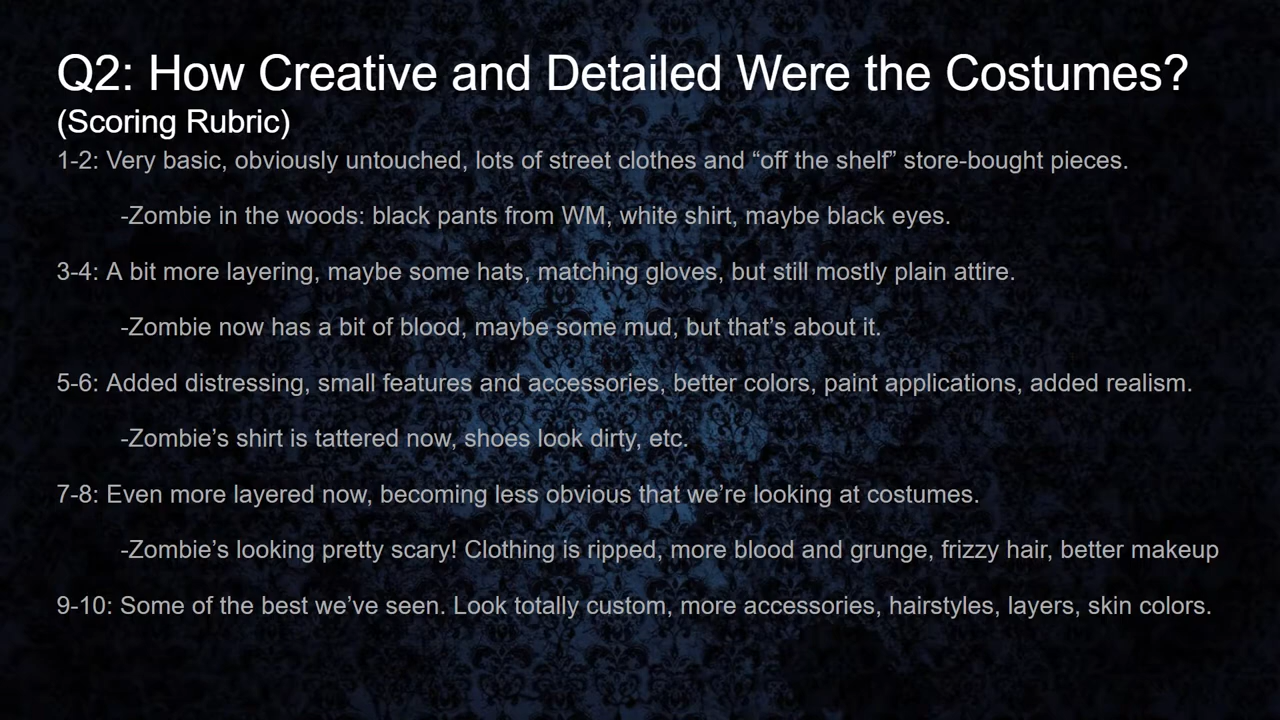 Q2: How Creative and Detailed Were the Costumes?
(Scoring Rubric)
1-2: Very basic, obviously untouched, lots of street clothes and “off the shelf” store-bought pieces.
-Zombie in the woods: black pants from WM, white shirt, maybe black eyes.
3-4: A bit more layering, maybe some hats, matching gloves, but still mostly plain attire.
-Zombie now has a bit of blood, maybe some mud, but that’s about it.
5-6: Added distressing, small features and accessories, better colors, paint applications, added realism.
-Zombie’s shirt is tattered now, shoes look dirty, etc.
7-8: Even more layered now, becoming less obvious that we’re looking at costumes.
-Zombie’s looking pretty scary! Clothing is ripped, more blood and grunge, frizzy hair, better makeup
9-10: Some of the best we’ve seen. Look totally custom, more accessories, hairstyles, layers, skin colors.